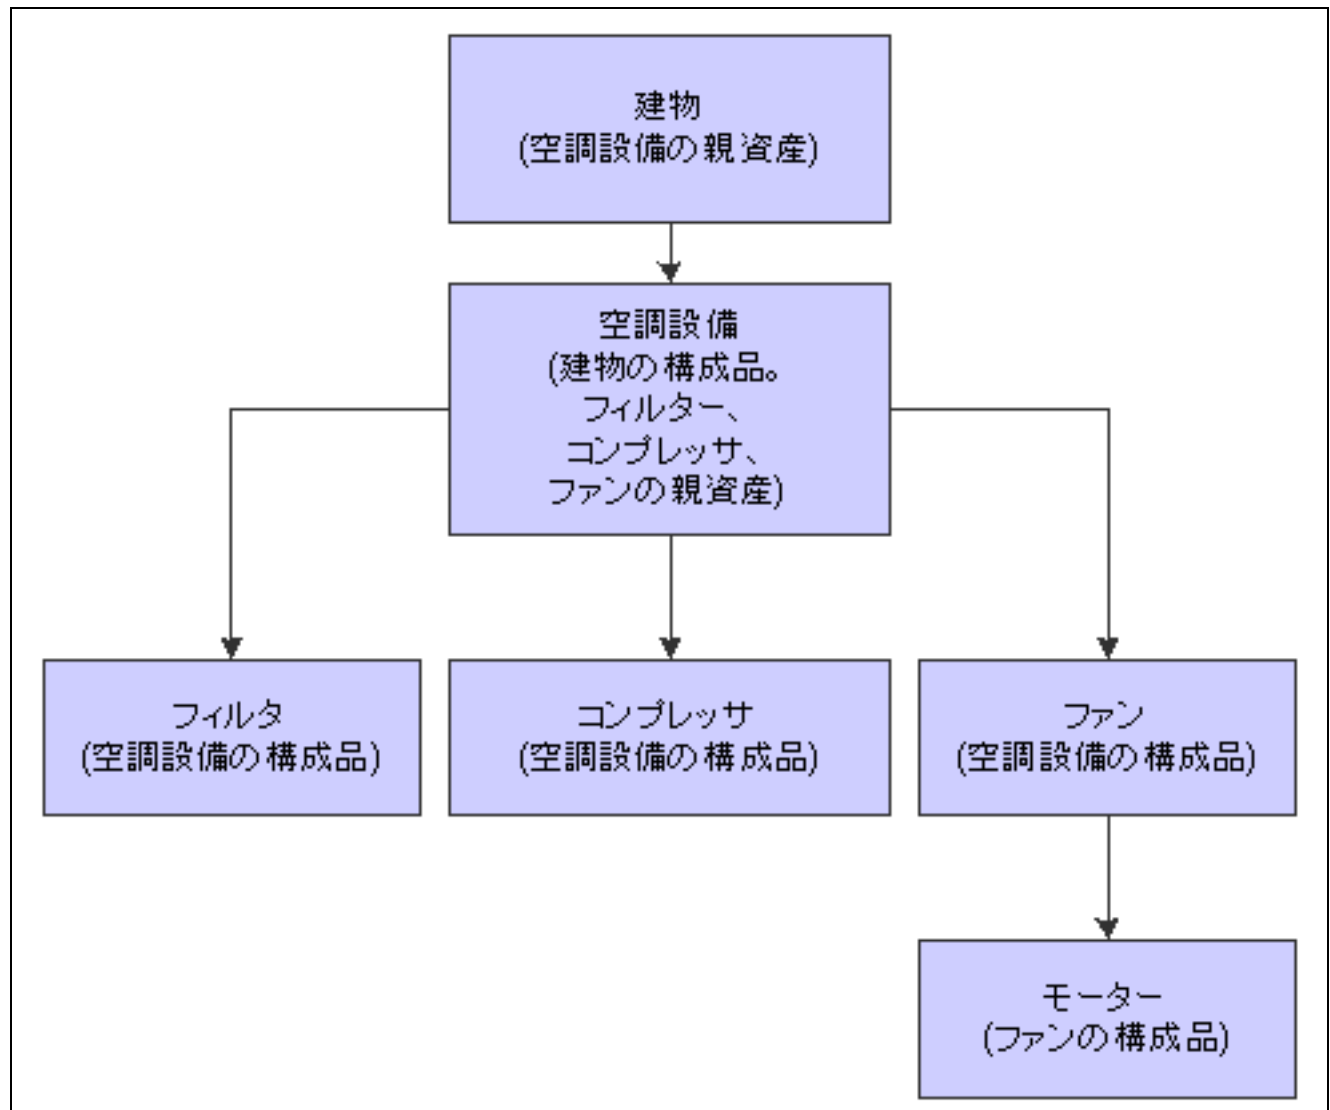 建物
(空調設備の親資産)
空調設備
(建物の構成品。
フィルター、
コンプレッサ、
ファンの親資産)
フィルタ
(空調設備の構成品)
コンプレッサ
(空調設備の構成品)
ファン
(空調設備の構成品)
モーター
(ファンの構成品)